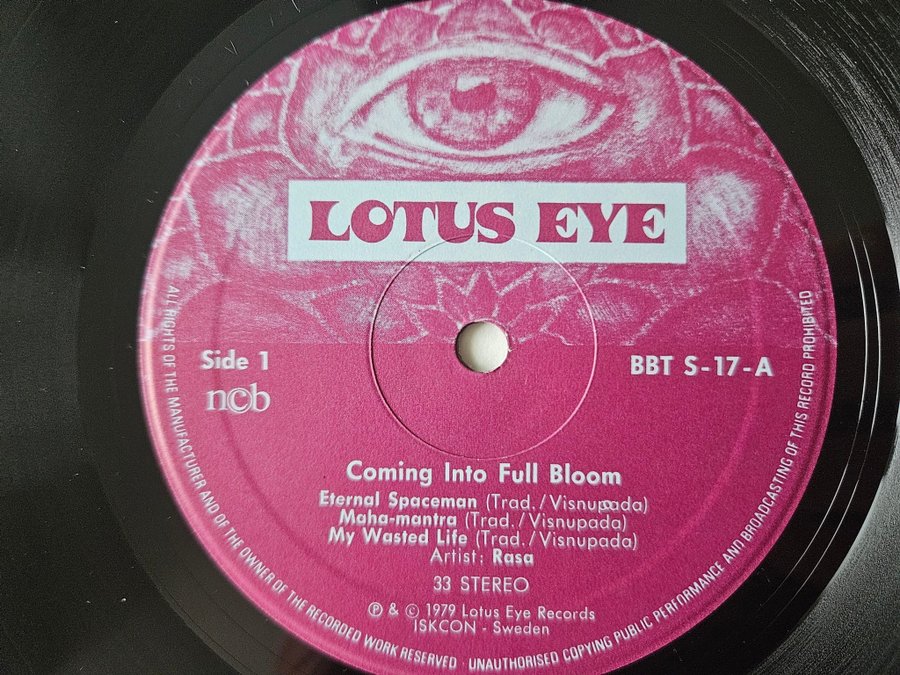 LOTUS EYE
Side 1
BBT S-17-A
ncb
Coming Into Full Bloom
Eternal Spaceman (Trad./Visnupada)
Maha-mantra (Trad./Visnupada)
My Wasted Life (Trad./Visnupada)
Artist: Rasa
33 STEREO
Ⓟ & © 1979 Lotus Eye Records
ISKCON - Sweden
ALL RIGHTS OF THE MANUFACTURER AND OF THE OWNER OF THE RECORDED WORK RESERVED · UNAUTHORISED COPYING PUBLIC PERFORMANCE AND BROADCASTING OF THIS RECORD PROHIBITED